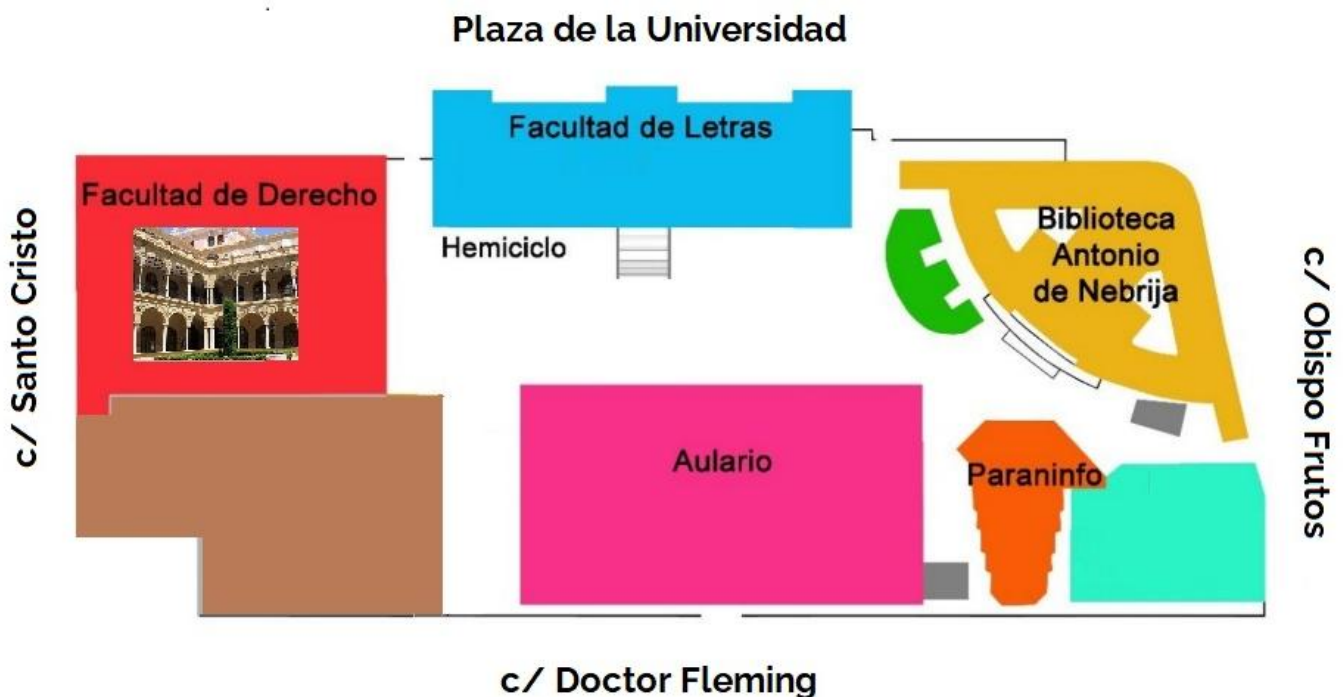 Plaza de la Universidad
Facultad de Letras
Facultad de Derecho
Hemiciclo
Biblioteca
Antonio
de Nebrija
c/ Santo Cristo
c/ Obispo Frutos
Aulario
Paraninfo
c/ Doctor Fleming